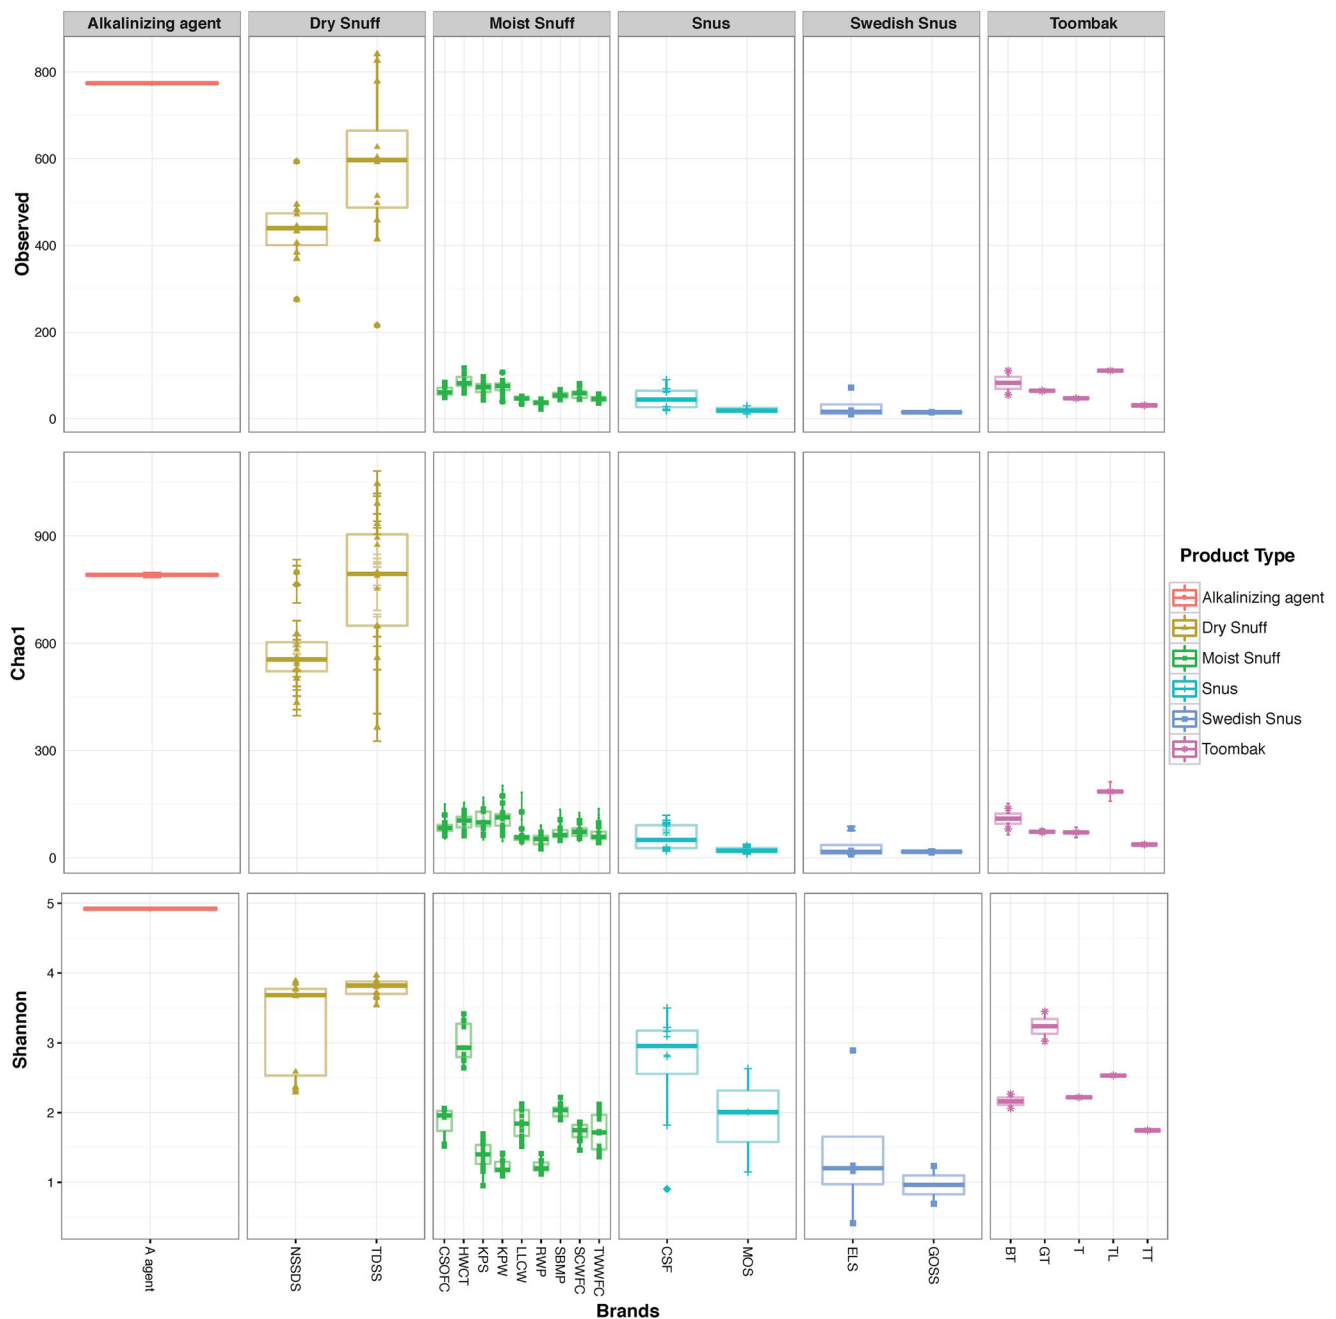 Alkalinizing agent Dry Snuff Moist Snuff Snus Swedish Snus Toombak
Observed
800
600
400
200
0
Chao1
900
600
300
0
Shannon
5
4
3
2
1
A agent NSSDS TDSS CSOFC HWCT KPS KPW LLCW RWP SBMP SCWFC TWWFC CSF MOS ELS GOSS BT GT T TL TT
Brands
Product Type
Alkalinizing agent
Dry Snuff
Moist Snuff
Snus
Swedish Snus
Toombak